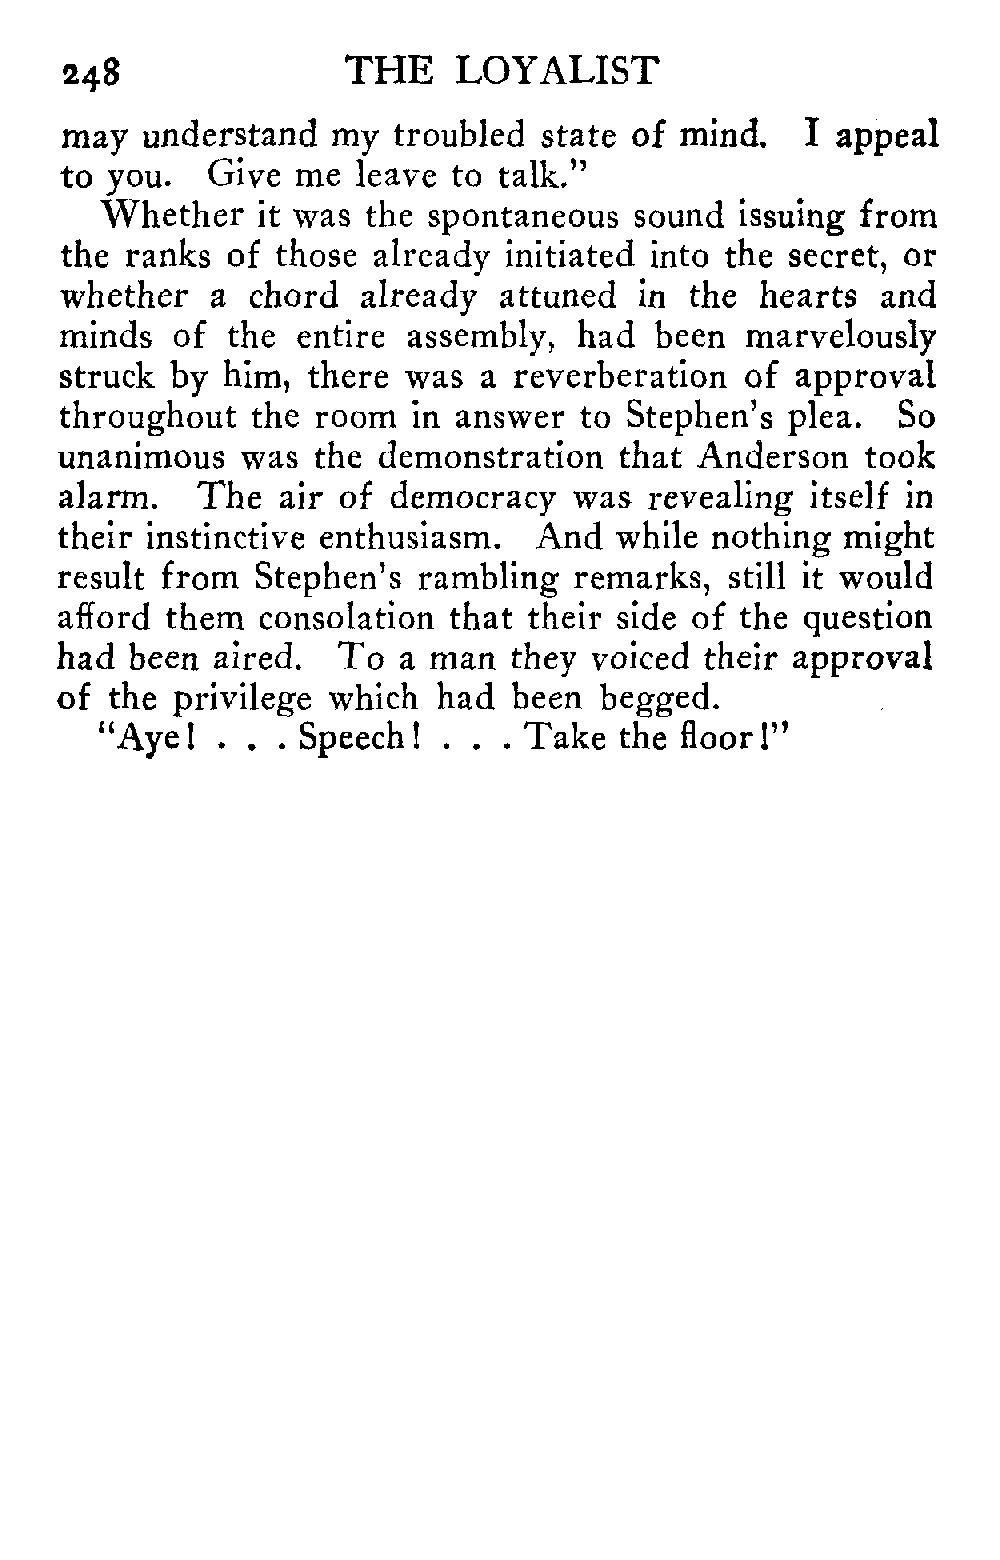 248 THE LOYALIST
may understand my troubled state of mind. I appeal
to you. Give me leave to talk."
Whether it was the spontaneous sound issuing from
the ranks of those already initiated into the secret, or
whether a chord already attuned in the hearts and
minds of the entire assembly, had been marvelously
struck by him, there was a reverberation of approval
throughout the room in answer to Stephen's plea. So
unanimous was the demonstration that Anderson took
alarm. The air of democracy was revealing itself in
their instinctive enthusiasm. And while nothing might
result from Stephen's rambling remarks, still it would
afford them consolation that their side of the question
had been aired. To a man they voiced their approval
of the privilege which had been begged.
"Aye! . . . Speech! . . . Take the floor!"